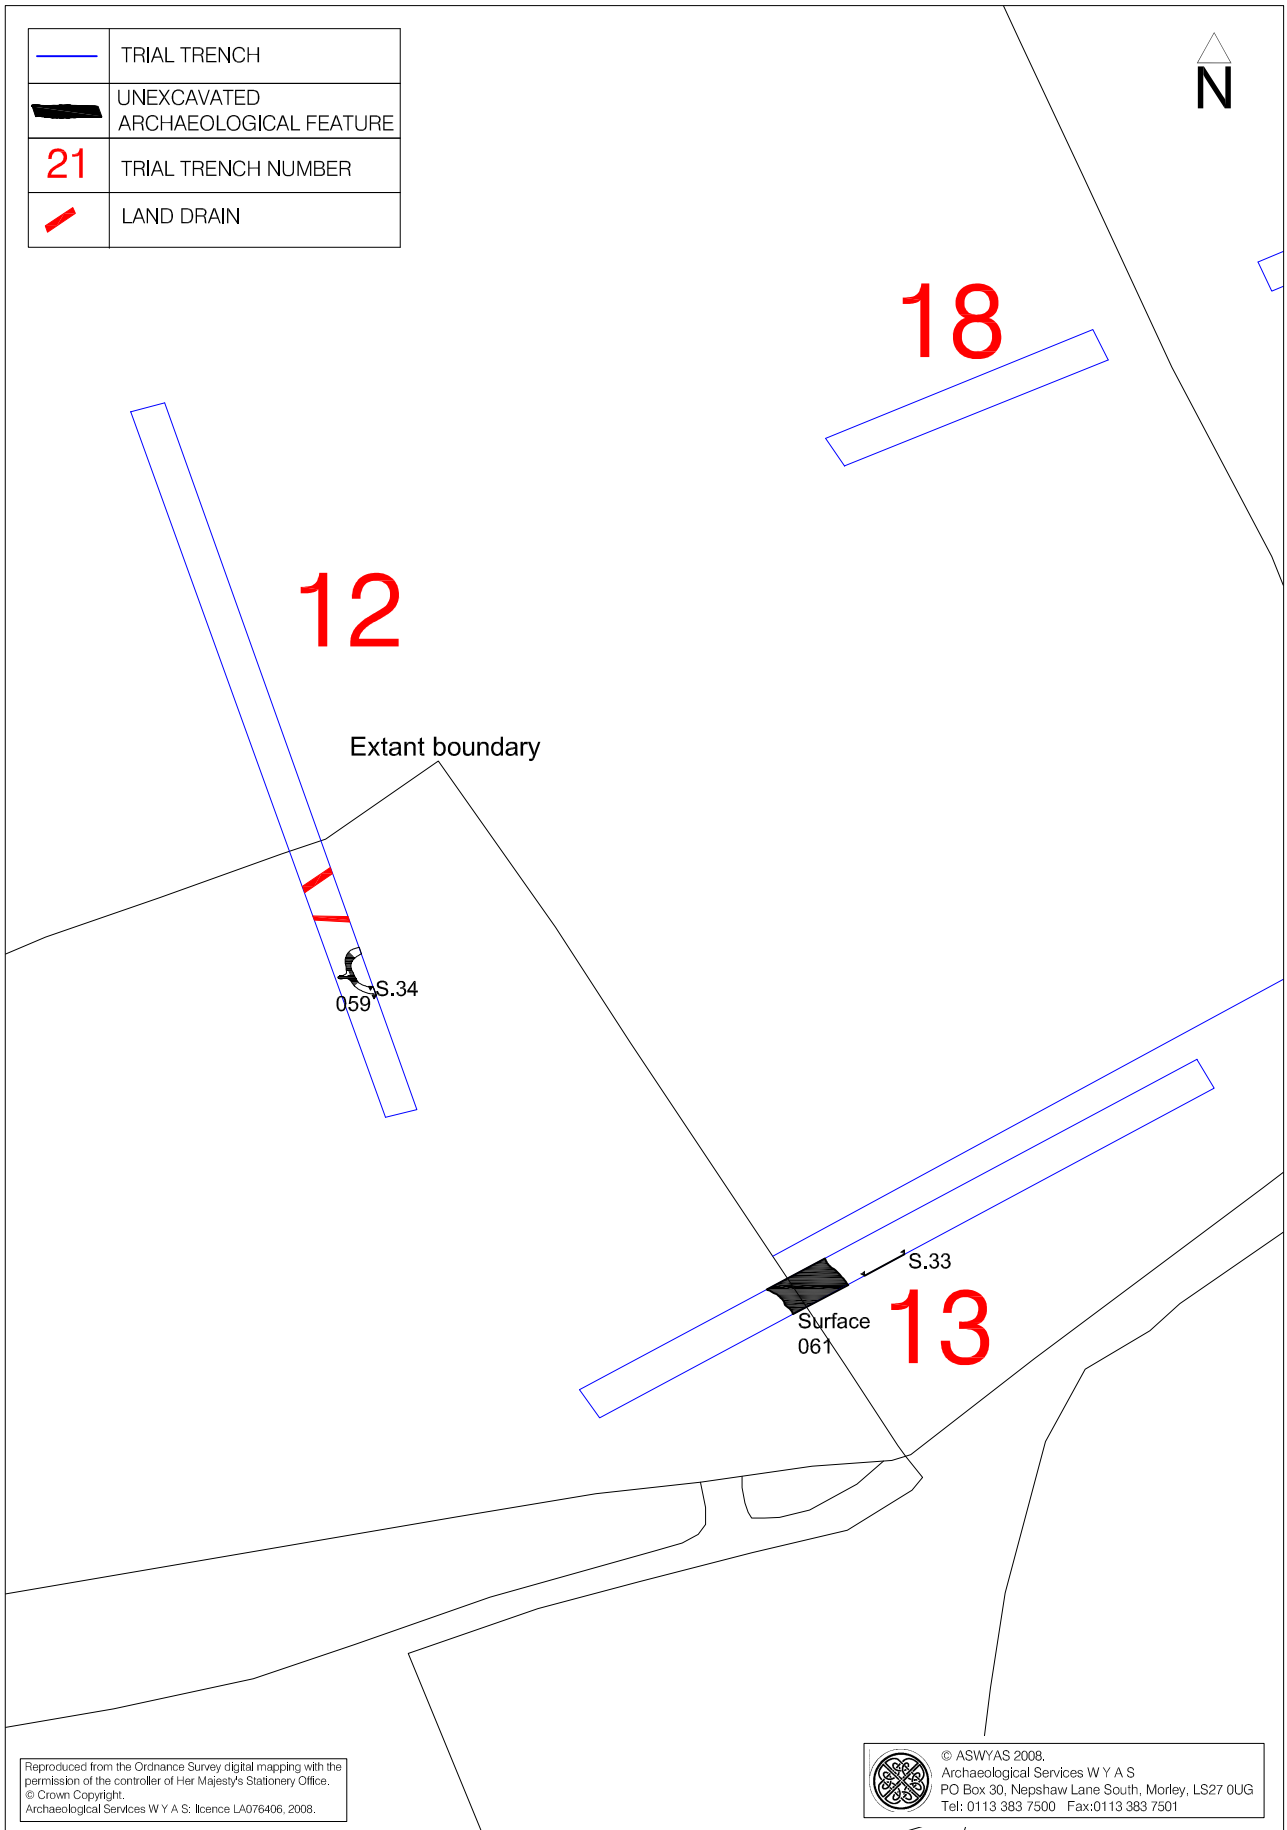 TRIAL TRENCH
UNEXCAVATED
ARCHAEOLOGICAL FEATURE
21
TRIAL TRENCH NUMBER
LAND DRAIN
N
18
12
Extant boundary
S.34
059
S.33
13
Surface
061
Reproduced from the Ordnance Survey digital mapping with the
permission of the controller of Her Majesty's Stationery Office.
© Crown Copyright.
Archaeological Services W Y A S: licence LA076406, 2008.
© ASWYAS 2008.
Archaeological Services W Y A S
PO Box 30, Nepshaw Lane South, Morley, LS27 0UG
Tel: 0113 383 7500 Fax:0113 383 7501